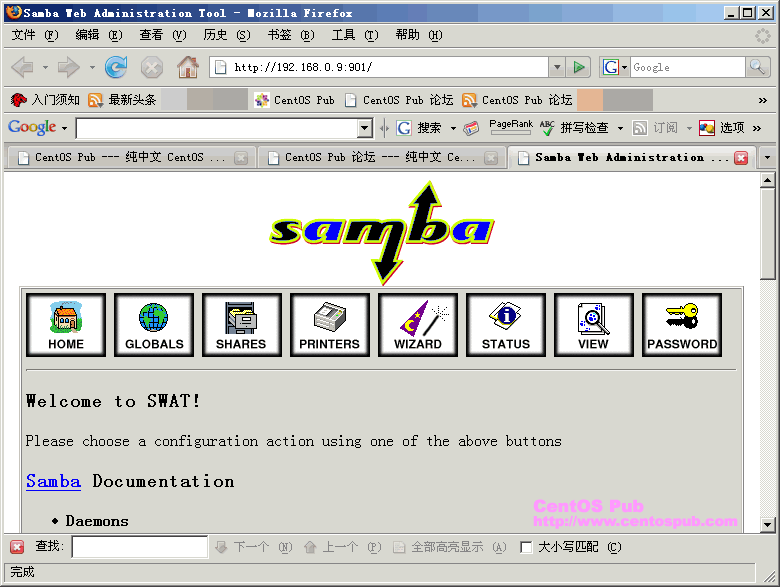 Samba Web Administration Tool - Mozilla Firefox
文件 (F) 编辑 (E) 查看 (V) 历史 (S) 书签 (B) 工具 (T) 帮助 (H)
http://192.168.0.9:901/ G Google
入门须知 最新头条 CentOS Pub CentOS Pub 论坛 CentOS Pub 论坛 »
Google G 搜索 PageRank ABC 拼写检查 订阅 选项 »
CentOS Pub --- 纯中文 CentOS ... CentOS Pub 论坛 --- 纯中文 Ce... Samba Web Administration ...
samba
HOME GLOBALS SHARES PRINTERS WIZARD STATUS VIEW PASSWORD
Welcome to SWAT!
Please choose a configuration action using one of the above buttons
Samba Documentation
• Daemons
CentOS Pub
http://www.centospub.com
查找: 下一个 (N) 上一个 (P) 全部高亮显示 (A) 大小写匹配 (C)
完成